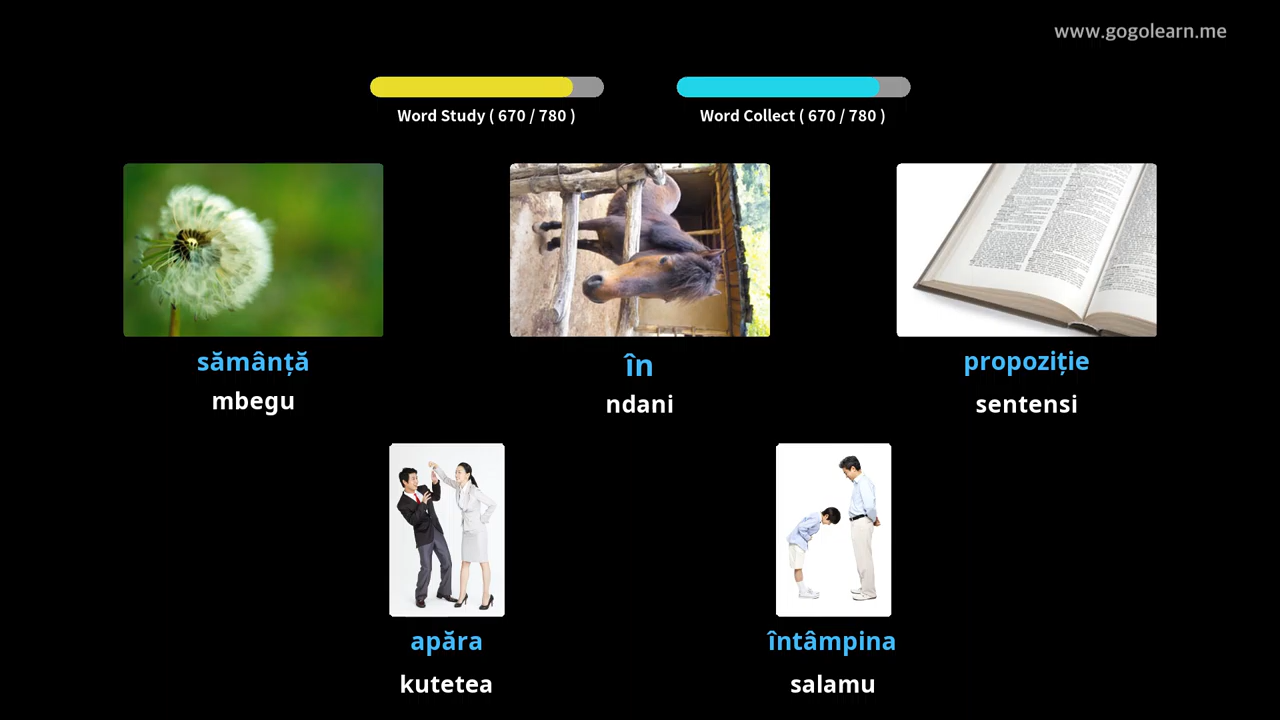 www.gogolearn.me
Word Study ( 670 / 780 )
Word Collect ( 670 / 780 )
sămânță
în
propoziție
mbegu
ndani
sentensi
apăra
întâmpina
kutetea
salamu